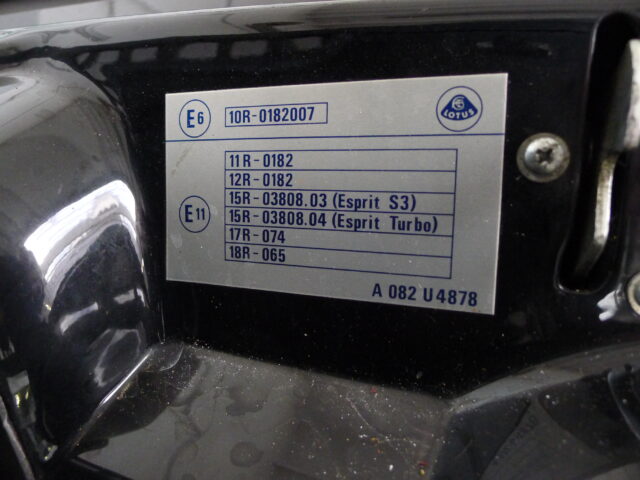 E6 10R-0182007
LOTUS
11R-0182
12R-0182
15R-03808.03 (Esprit S3)
E11
15R-03808.04 (Esprit Turbo)
17R-074
18R-065
A 082 U4878